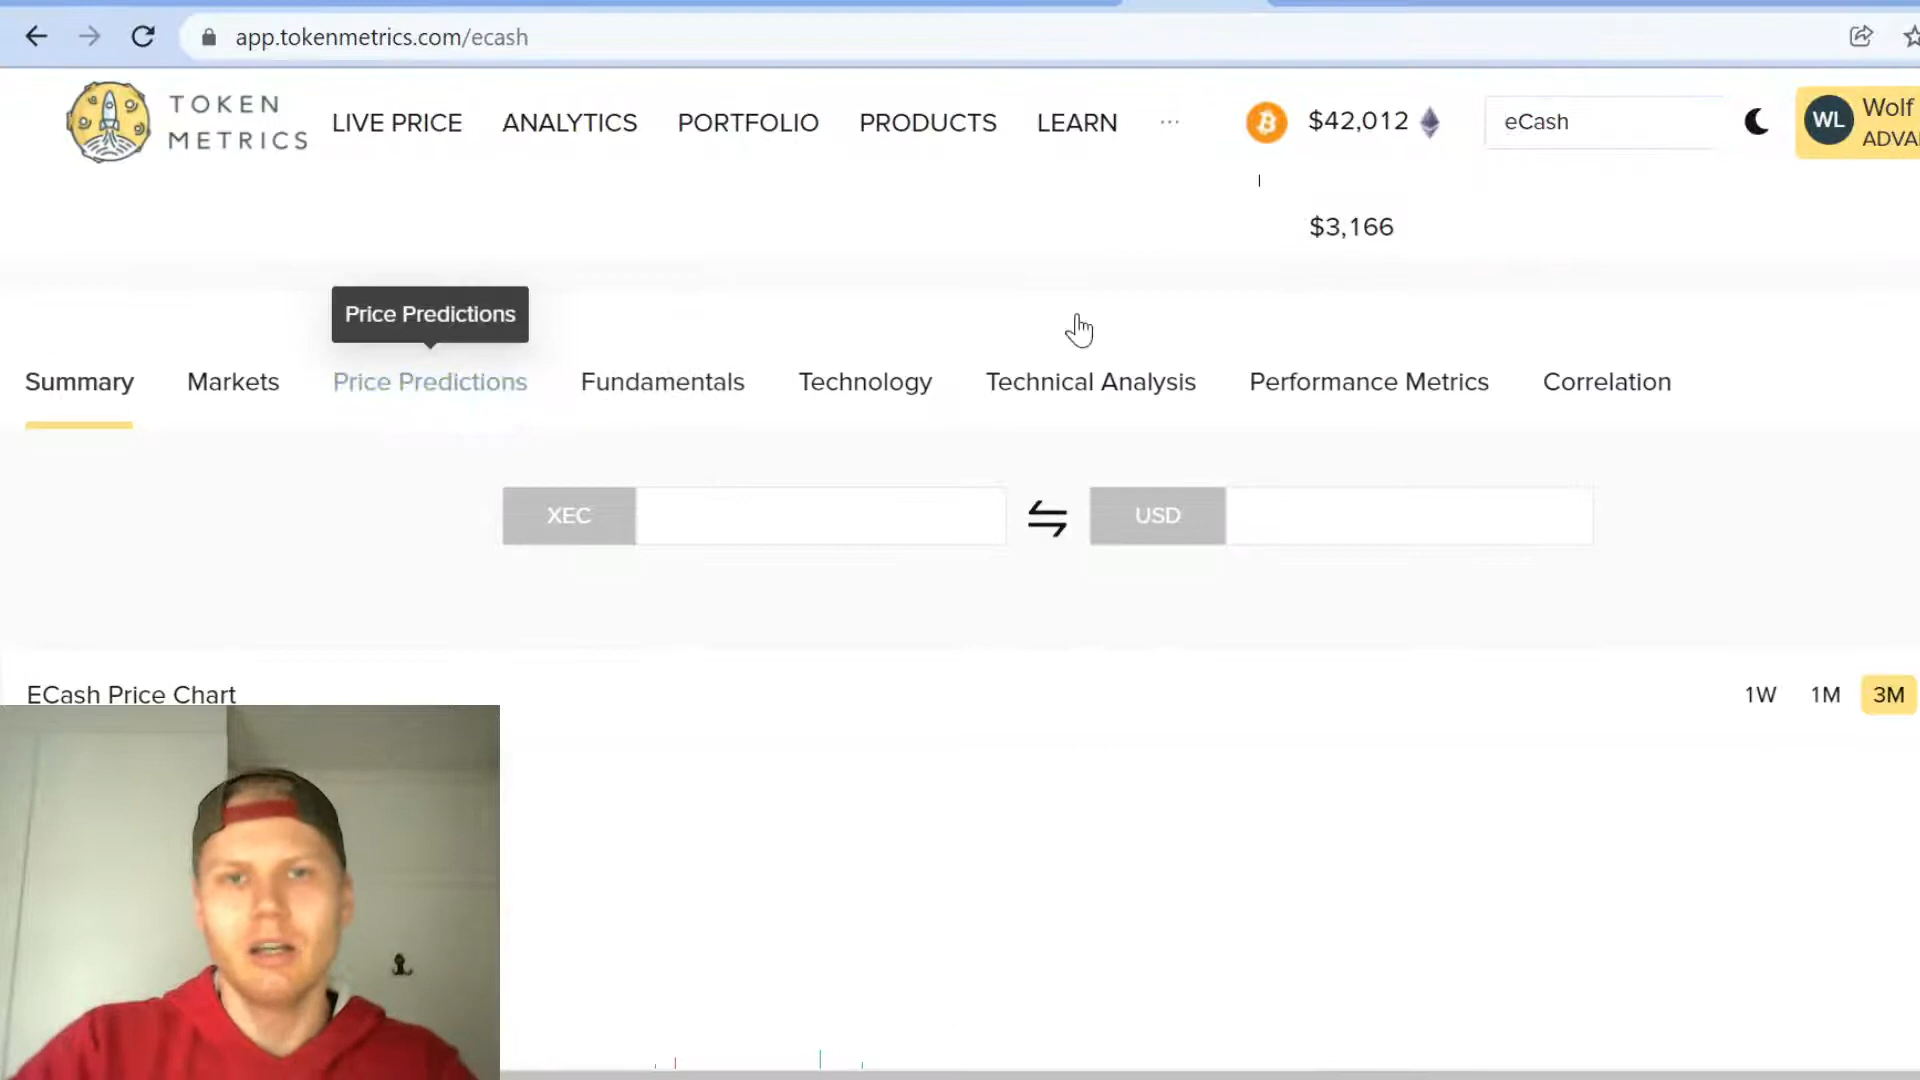 app.tokenmetrics.com/ecash
TOKEN
METRICS
LIVE PRICE
ANALYTICS
PORTFOLIO
PRODUCTS
LEARN
...
$42,012
$3,166
eCash
WL
Wolf
ADVA
Price Predictions
Summary
Markets
Price Predictions
Fundamentals
Technology
Technical Analysis
Performance Metrics
Correlation
XEC
USD
ECash Price Chart
1W
1M
3M